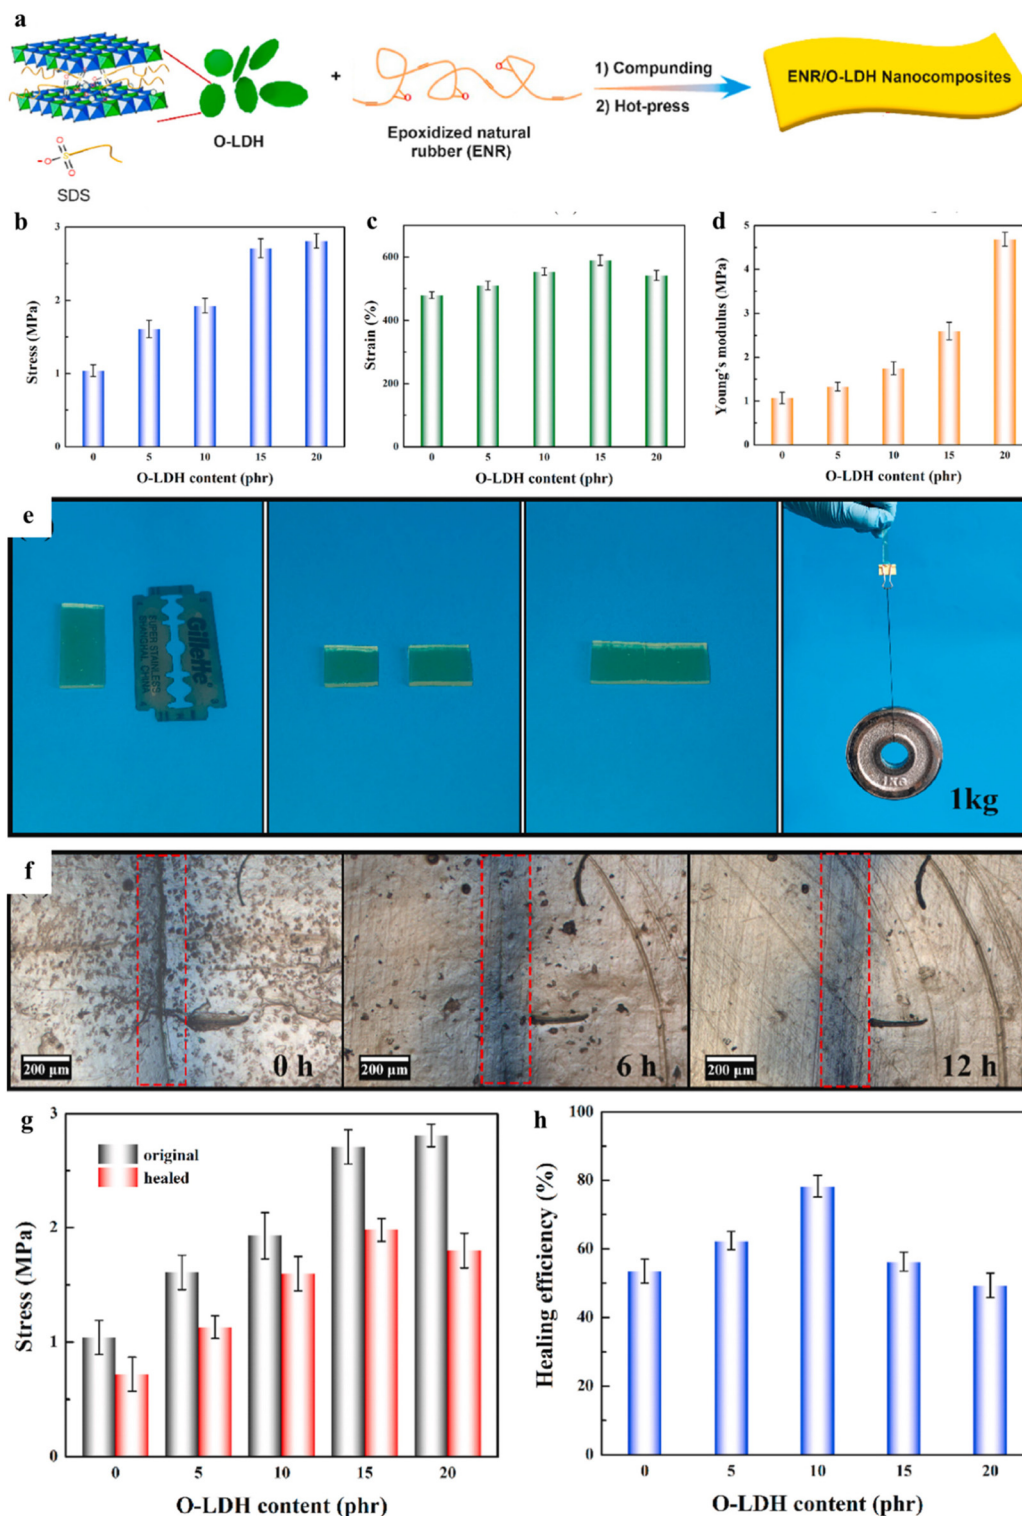 a
O
O
S
O
SDS
O-LDH
+
O
O
O
Epoxidized natural
rubber (ENR)
1) Compunding
2) Hot-press
ENR/O-LDH Nanocomposites
b
Stress (MPa)
3
2
1
0
0 5 10 15 20
O-LDH content (phr)
c
Strain (%)
600
400
200
0
0 5 10 15 20
O-LDH content (phr)
d
Young's modulus (MPa)
5
4
3
2
1
0
0 5 10 15 20
O-LDH content (phr)
e
Gillette
SUPER STAINLESS
SHANGHAI, CHINA
1KG
1kg
f
200 μm
0 h
200 μm
6 h
200 μm
12 h
g
original
healed
Stress (MPa)
3
2
1
0
0 5 10 15 20
O-LDH content (phr)
h
Healing efficiency (%)
100
80
60
40
20
0
0 5 10 15 20
O-LDH content (phr)